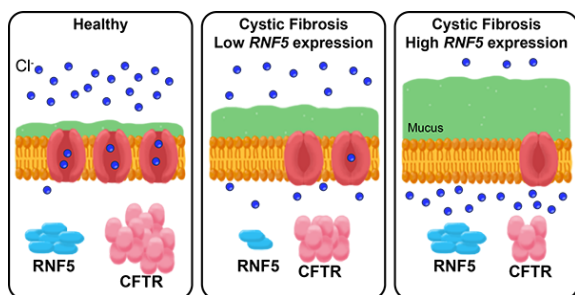 Healthy
Cl-
RNF5
CFTR
Cystic Fibrosis
Low RNF5 expression
RNF5
CFTR
Cystic Fibrosis
High RNF5 expression
Mucus
RNF5
CFTR